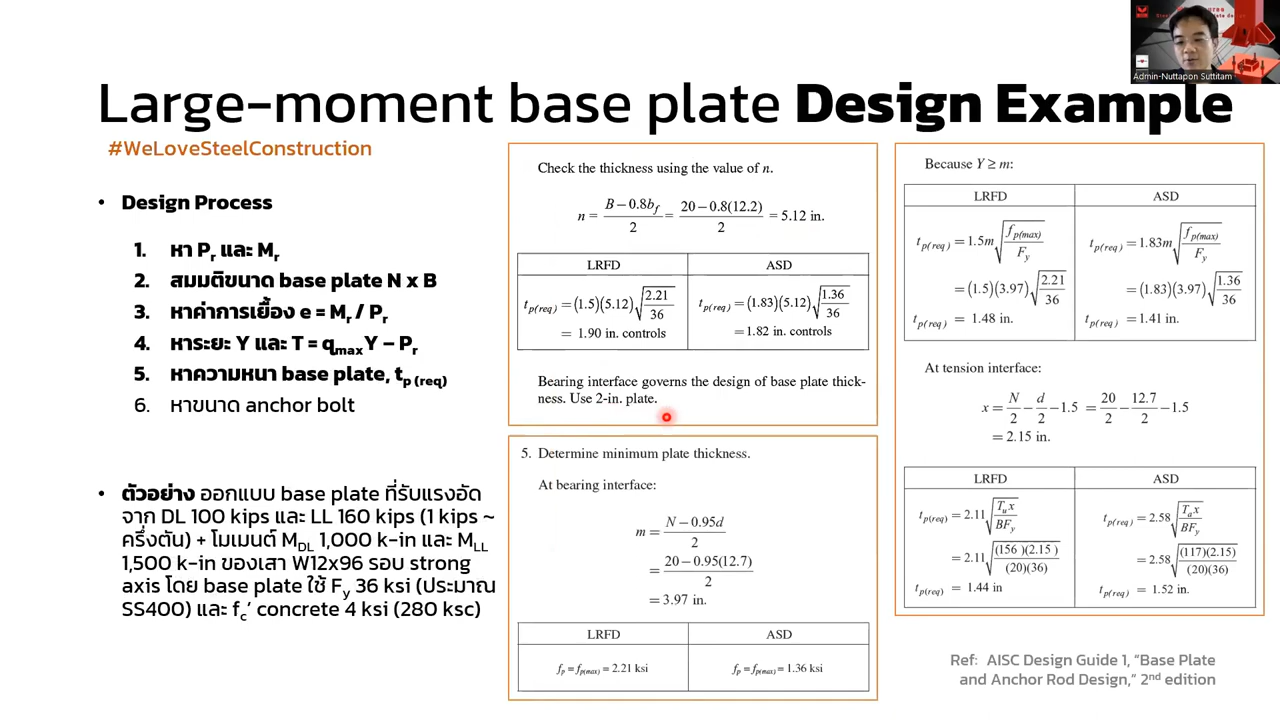 Admin-Nuttapon Suttitam
Large-moment base plate Design Example
#WeLoveSteelConstruction
• Design Process
1. หา Pr และ Mr
2. สมมติขนาด base plate N x B
3. หาค่าการเยื้อง e = Mr / Pr
4. หาระยะ Y และ T = qmaxY – Pr
5. หาความหนา base plate, tp (req)
6. หาขนาด anchor bolt
• ตัวอย่าง ออกแบบ base plate ที่รับแรงอัด
จาก DL 100 kips และ LL 160 kips (1 kips ~
ครึ่งตัน) + โมเมนต์ MDL 1,000 k-in และ MLL
1,500 k-in ของเสา W12x96 รอบ strong
axis โดย base plate ใช้ Fy 36 ksi (ประมาณ
SS400) และ fc’ concrete 4 ksi (280 ksc)
Check the thickness using the value of n.
n = (B – 0.8bf)/2 = (20 – 0.8(12.2))/2 = 5.12 in.
LRFD ASD
tp(req) = (1.5)(5.12)√(2.21/36) tp(req) = (1.83)(5.12)√(1.36/36)
= 1.90 in. controls = 1.82 in. controls
Bearing interface governs the design of base plate thick-
ness. Use 2-in. plate.
5. Determine minimum plate thickness.
At bearing interface:
m = (N – 0.95d)/2
= (20 – 0.95(12.7))/2
= 3.97 in.
LRFD ASD
fp = fp(max) = 2.21 ksi fp = fp(max) = 1.36 ksi
Because Y ≥ m:
LRFD ASD
tp(req) = 1.5m√(fp(max)/Fy) tp(req) = 1.83m√(fp(max)/Fy)
= (1.5)(3.97)√(2.21/36) = (1.83)(3.97)√(1.36/36)
tp(req) = 1.48 in. tp(req) = 1.41 in.
At tension interface:
x = N/2 – d/2 – 1.5 = 20/2 – 12.7/2 – 1.5
= 2.15 in.
LRFD ASD
tp(req) = 2.11√(Tux/BFy) tp(req) = 2.58√(Tax/BFy)
= 2.11√((156)(2.15)/(20)(36)) = 2.58√((117)(2.15)/(20)(36))
tp(req) = 1.44 in tp(req) = 1.52 in.
Ref: AISC Design Guide 1, “Base Plate
and Anchor Rod Design,” 2nd edition